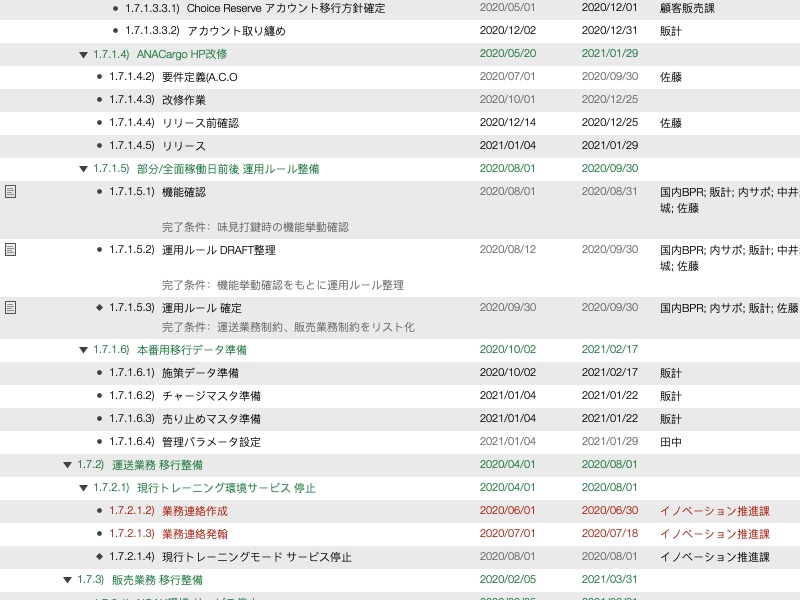 1.7.1.3.3.1) Choice Reserve アカウント移行方針確定 2020/05/01 2020/12/01 顧客販売課
1.7.1.3.3.2) アカウント取り纏め 2020/12/02 2020/12/31 販計
1.7.1.4) ANACargo HP改修 2020/05/20 2021/01/29
1.7.1.4.2) 要件定義(A.C.O 2020/07/01 2020/09/30 佐藤
1.7.1.4.3) 改修作業 2020/10/01 2020/12/25
1.7.1.4.4) リリース前確認 2020/12/14 2020/12/25 佐藤
1.7.1.4.5) リリース 2021/01/04 2021/01/29
1.7.1.5) 部分/全面稼働日前後 運用ルール整備 2020/08/01 2020/09/30
1.7.1.5.1) 機能確認 2020/08/01 2020/08/31 国内BPR; 販計; 内サポ; 中井
城; 佐藤
完了条件：味見打鍵時の機能挙動確認
1.7.1.5.2) 運用ルール DRAFT整理 2020/08/12 2020/09/30 国内BPR; 内サポ; 販計; 中井
城; 佐藤
完了条件：機能挙動確認をもとに運用ルール整理
1.7.1.5.3) 運用ルール 確定 2020/09/30 2020/09/30 国内BPR; 内サポ; 販計; 佐藤
完了条件：運送業務制約、販売業務制約をリスト化
1.7.1.6) 本番用移行データ準備 2020/10/02 2021/02/17
1.7.1.6.1) 施策データ準備 2020/10/02 2021/02/17 販計
1.7.1.6.2) チャージマスタ準備 2021/01/04 2021/01/22 販計
1.7.1.6.3) 売り止めマスタ準備 2021/01/04 2021/01/22 販計
1.7.1.6.4) 管理パラメータ設定 2021/01/04 2021/01/29 田中
1.7.2) 運送業務 移行整備 2020/04/01 2020/08/01
1.7.2.1) 現行トレーニング環境サービス 停止 2020/04/01 2020/08/01
1.7.2.1.2) 業務連絡作成 2020/06/01 2020/06/30 イノベーション推進課
1.7.2.1.3) 業務連絡発翰 2020/07/01 2020/07/18 イノベーション推進課
1.7.2.1.4) 現行トレーニングモード サービス停止 2020/08/01 2020/08/01 イノベーション推進課
1.7.3) 販売業務 移行整備 2020/02/05 2021/03/31